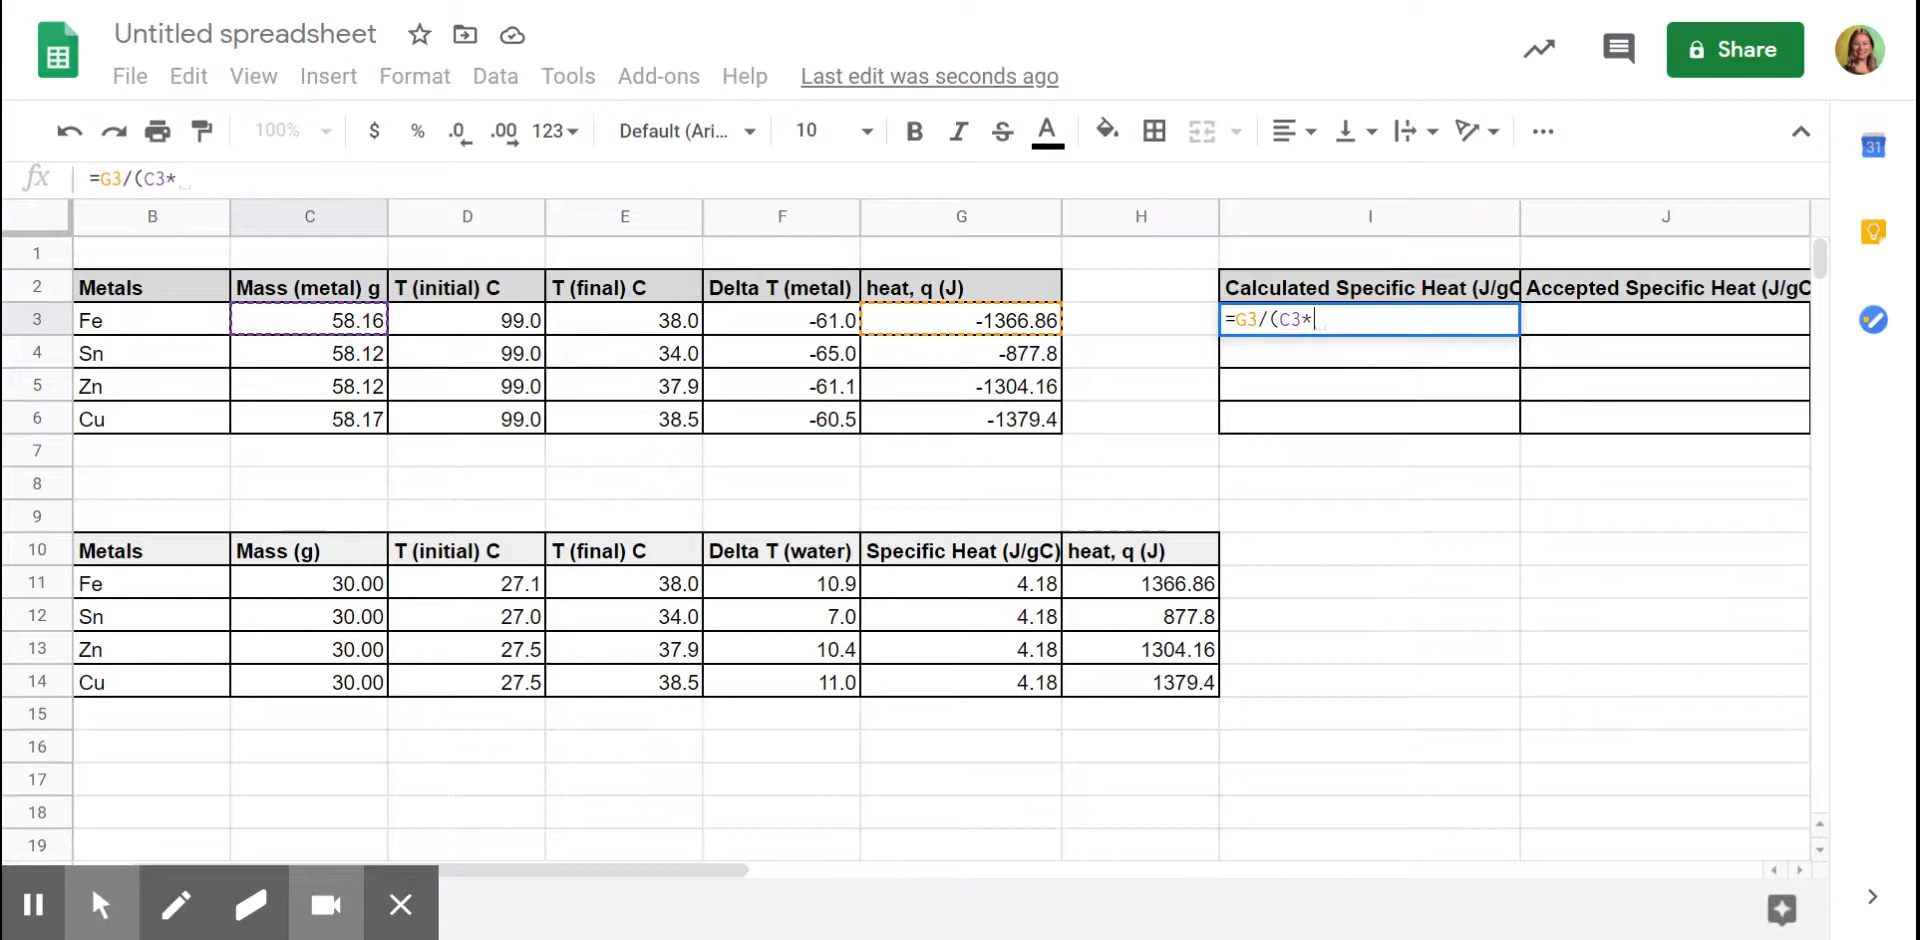 Untitled spreadsheet
File Edit View Insert Format Data Tools Add-ons Help Last edit was seconds ago
Share
100% $ % .0 .00 123 Default (Ari... 10 B I S A
31
fx =G3/(C3*
B C D E F G H I J
1
2 Metals Mass (metal) g T (initial) C T (final) C Delta T (metal) heat, q (J) Calculated Specific Heat (J/gC Accepted Specific Heat (J/gC
3 Fe 58.16 99.0 38.0 -61.0 -1366.86 =G3/(C3*
4 Sn 58.12 99.0 34.0 -65.0 -877.8
5 Zn 58.12 99.0 37.9 -61.1 -1304.16
6 Cu 58.17 99.0 38.5 -60.5 -1379.4
7
8
9
10 Metals Mass (g) T (initial) C T (final) C Delta T (water) Specific Heat (J/gC) heat, q (J)
11 Fe 30.00 27.1 38.0 10.9 4.18 1366.86
12 Sn 30.00 27.0 34.0 7.0 4.18 877.8
13 Zn 30.00 27.5 37.9 10.4 4.18 1304.16
14 Cu 30.00 27.5 38.5 11.0 4.18 1379.4
15
16
17
18
19